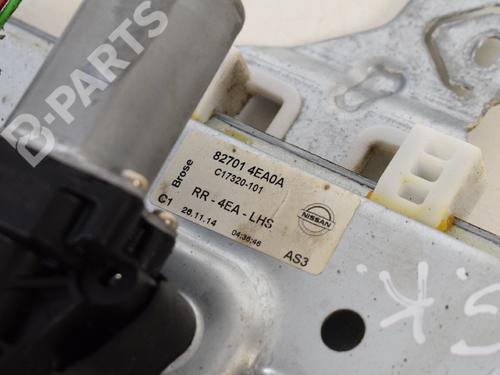 B-PARTS
82701 4EA0A
C17320-101
Brose
RR - 4EA - LHS
C1
26.11.14
04:36:46
NISSAN
AS3
S.K.